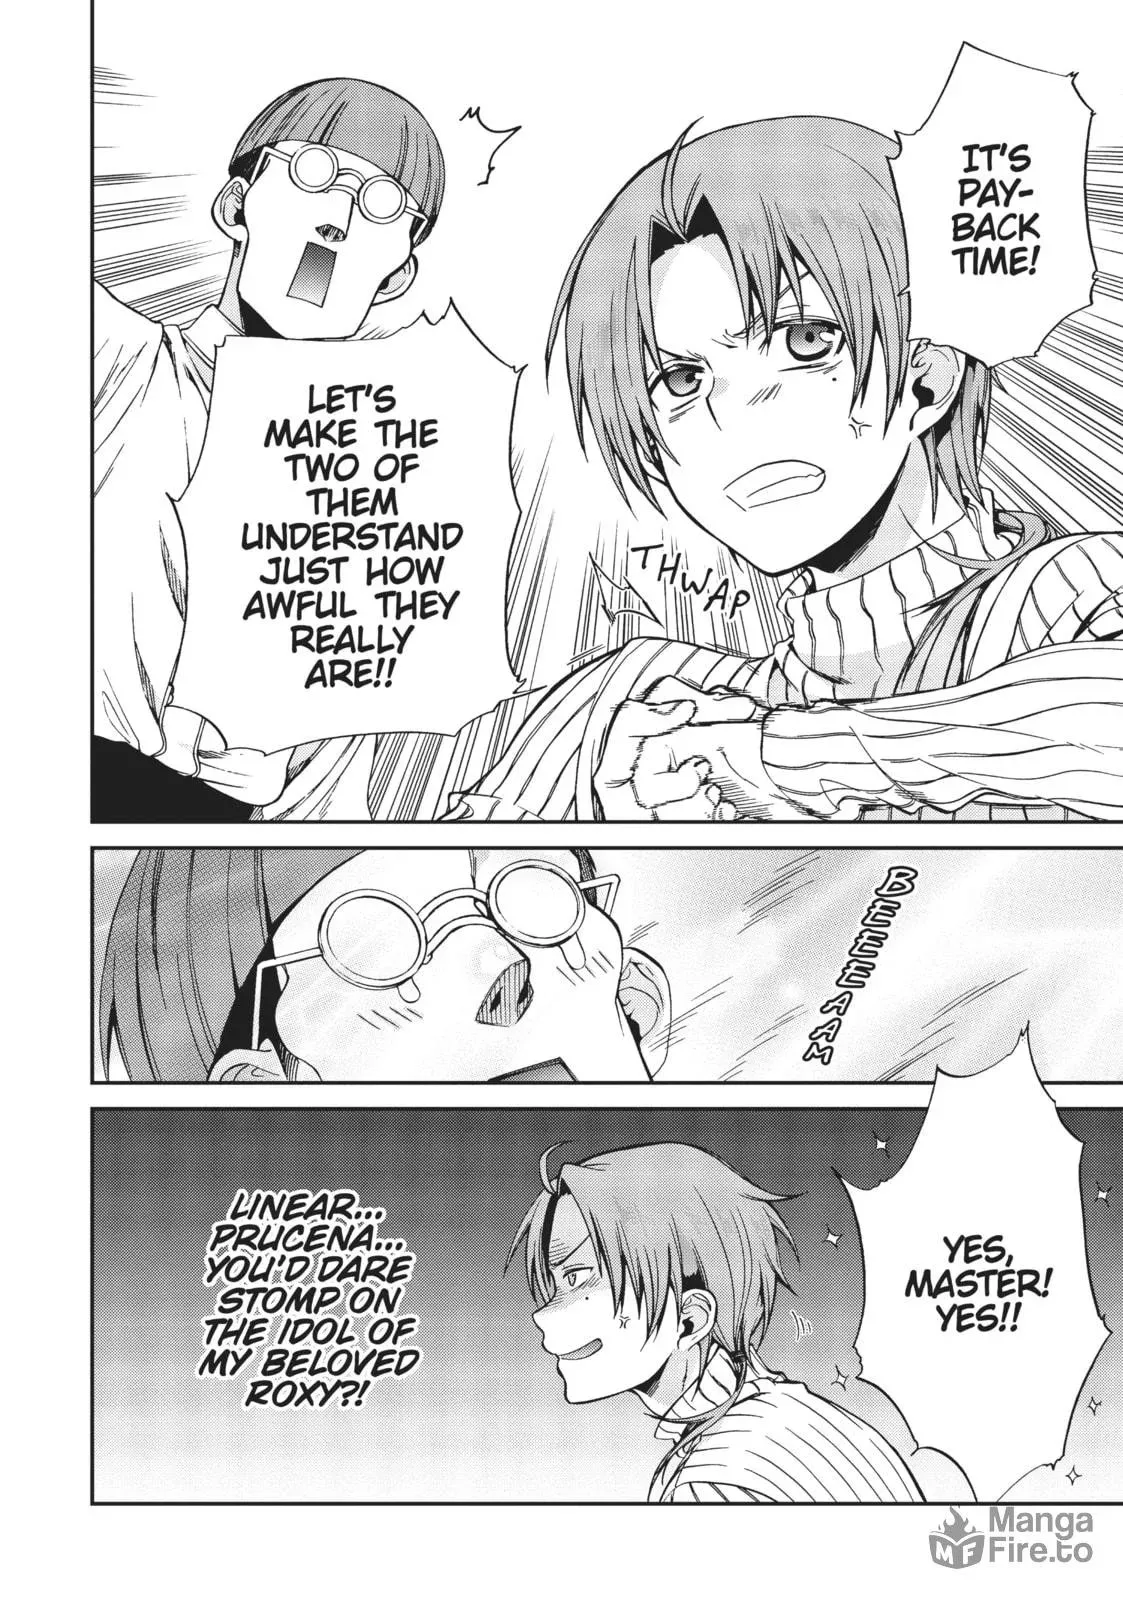 IT'S
PAY-
BACK
TIME!
LET'S
MAKE THE
TWO OF
THEM
UNDERSTAND
JUST HOW
AWFUL THEY
REALLY
ARE!!
THWAP
BEEEEAAM
YES,
MASTER!
YES!!
LINEAR...
PRUCENA...
YOU'D DARE
STOMP ON
THE IDOL OF
MY BELOVED
ROXY?!
Manga
Fire.to
MF